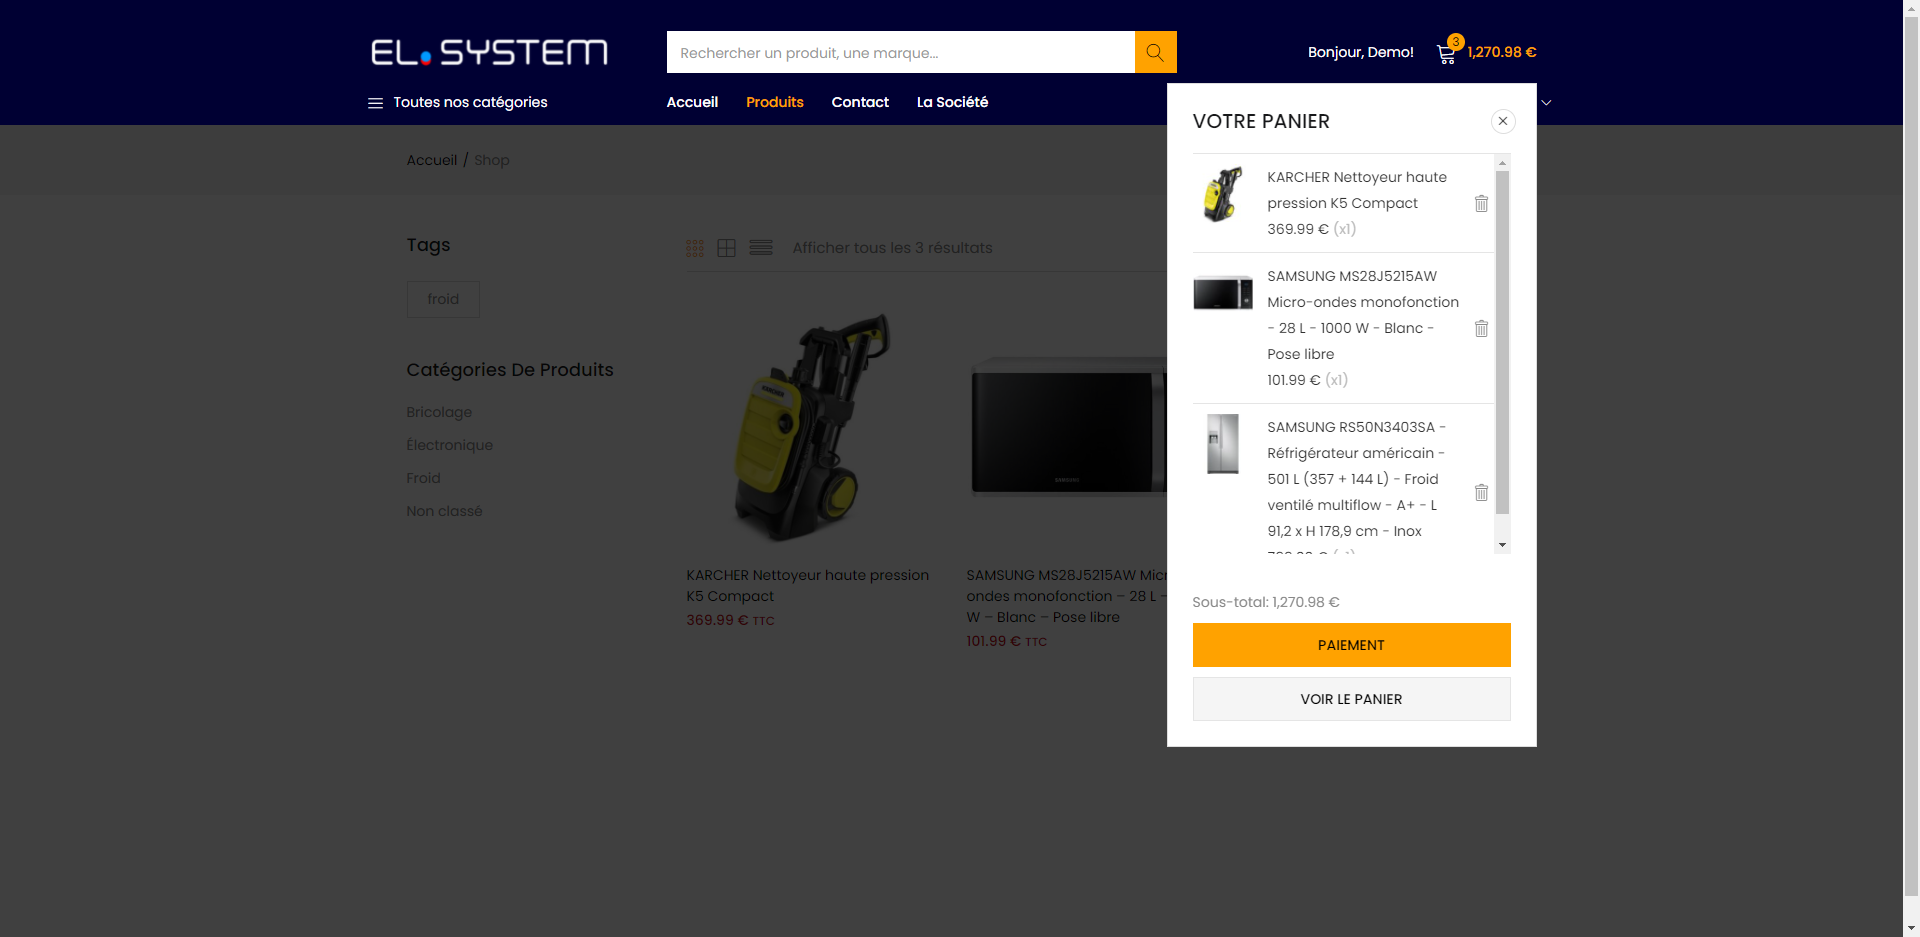 EL.SYSTEM
Rechercher un produit, une marque...
Bonjour, Demo!
3
1,270.98 €
Toutes nos catégories
Accueil
Produits
Contact
La Société
Accueil / Shop
Tags
froid
Catégories De Produits
Bricolage
Électronique
Froid
Non classé
Afficher tous les 3 résultats
KARCHER
SAMSUNG
KARCHER Nettoyeur haute pression
K5 Compact
369.99 € TTC
SAMSUNG MS28J5215AW
ondes monofonction – 28 L –
W – Blanc – Pose libre
101.99 € TTC
VOTRE PANIER
KARCHER Nettoyeur haute
pression K5 Compact
369.99 € (x1)
SAMSUNG MS28J5215AW
Micro-ondes monofonction
- 28 L - 1000 W - Blanc -
Pose libre
101.99 € (x1)
SAMSUNG RS50N3403SA -
Réfrigérateur américain -
501 L (357 + 144 L) - Froid
ventilé multiflow - A+ - L
91,2 x H 178,9 cm - Inox
Sous-total: 1,270.98 €
PAIEMENT
VOIR LE PANIER